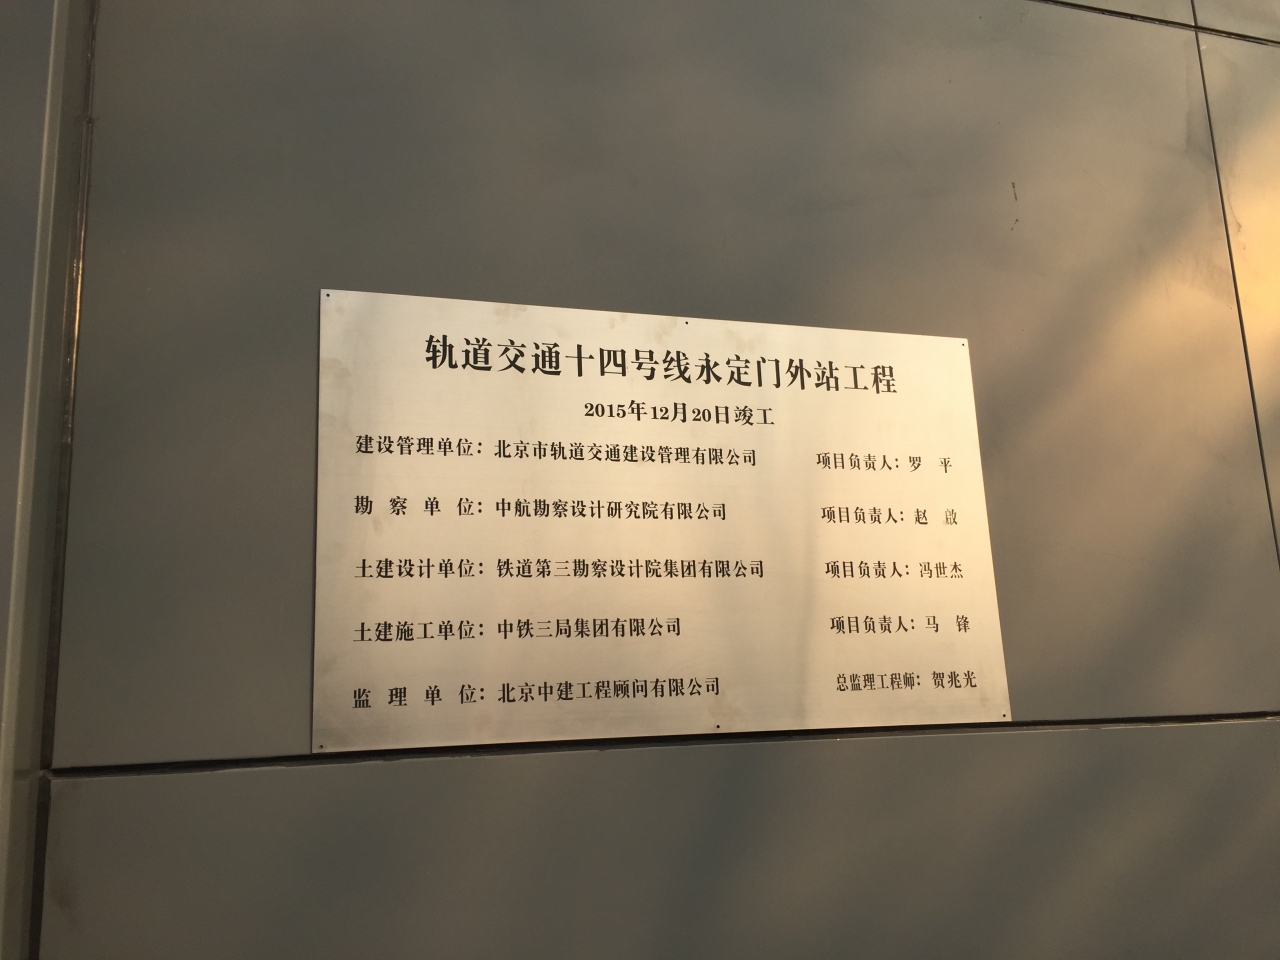 轨道交通十四号线永定门外站工程
2015年12月20日竣工
建设管理单位：北京市轨道交通建设管理有限公司 项目负责人：罗 平
勘察单位：中航勘察设计研究院有限公司 项目负责人：赵 啟
土建设计单位：铁道第三勘察设计院集团有限公司 项目负责人：冯世杰
土建施工单位：中铁三局集团有限公司 项目负责人：马 锋
监理单位：北京中建工程顾问有限公司 总监理工程师：贺兆光